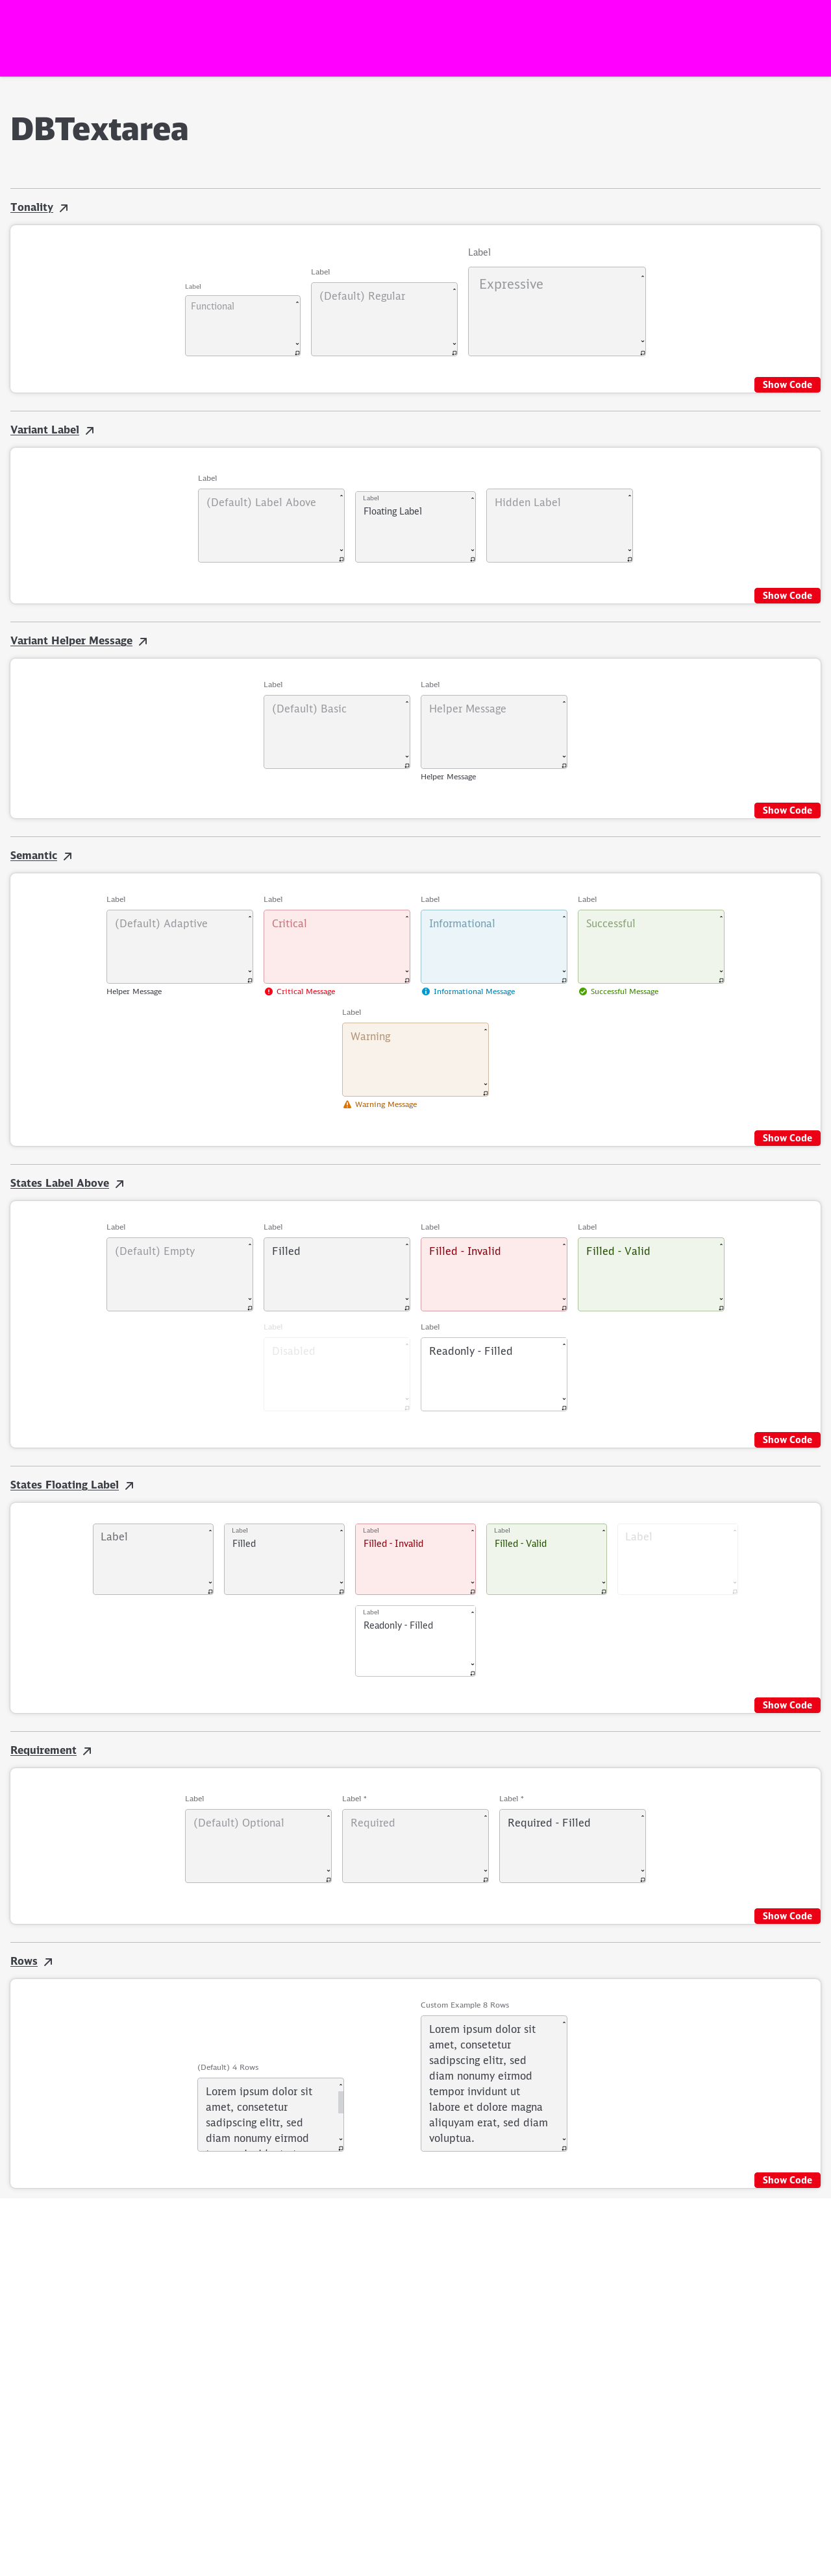 DBTextarea
Tonality
Label
Label
Label
Functional
(Default) Regular
Expressive
Show Code
Variant Label
Label
(Default) Label Above
Label
Floating Label
Hidden Label
Show Code
Variant Helper Message
Label
Label
(Default) Basic
Helper Message
Helper Message
Show Code
Semantic
Label
Label
Label
Label
(Default) Adaptive
Critical
Informational
Successful
Helper Message
Critical Message
Informational Message
Successful Message
Label
Warning
Warning Message
Show Code
States Label Above
Label
Label
Label
Label
(Default) Empty
Filled
Filled - Invalid
Filled - Valid
Label
Label
Disabled
Readonly - Filled
Show Code
States Floating Label
Label
Label
Filled
Label
Filled - Invalid
Label
Filled - Valid
Label
Label
Readonly - Filled
Show Code
Requirement
Label
Label *
Label *
(Default) Optional
Required
Required - Filled
Show Code
Rows
(Default) 4 Rows
Lorem ipsum dolor sit
amet, consetetur
sadipscing elitr, sed
diam nonumy eirmod
Custom Example 8 Rows
Lorem ipsum dolor sit
amet, consetetur
sadipscing elitr, sed
diam nonumy eirmod
tempor invidunt ut
labore et dolore magna
aliquyam erat, sed diam
voluptua.
Show Code